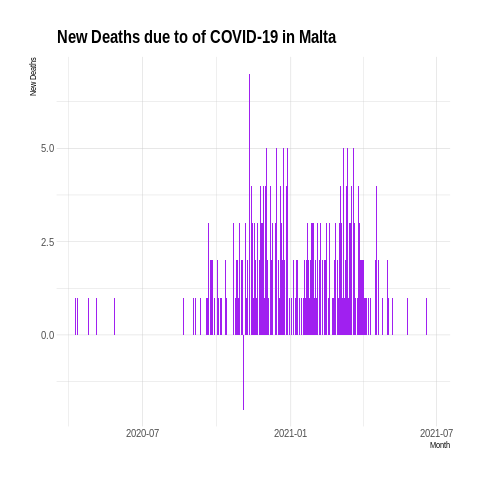 New Deaths due to of COVID-19 in Malta
New Deaths
5.0
2.5
0.0
2020-07
2021-01
2021-07
Month